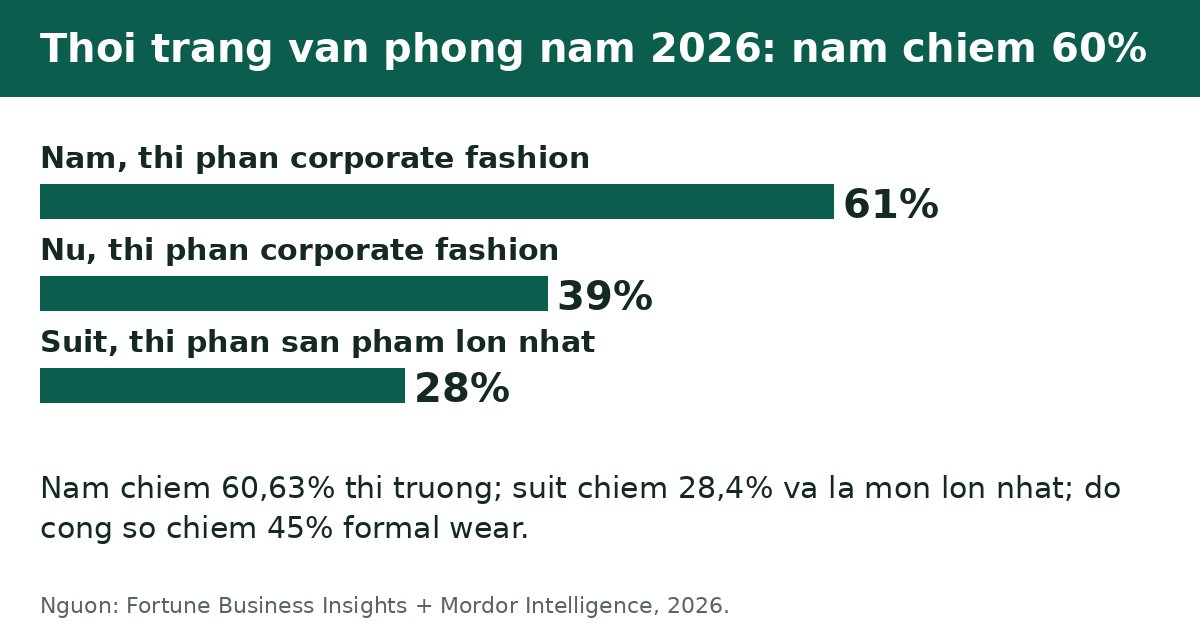 Thoi trang van phong nam 2026: nam chiem 60%
Nam, thi phan corporate fashion
61%
Nu, thi phan corporate fashion
39%
Suit, thi phan san pham lon nhat
28%
Nam chiem 60,63% thi truong; suit chiem 28,4% va la mon lon nhat; do
cong so chiem 45% formal wear.
Nguon: Fortune Business Insights + Mordor Intelligence, 2026.